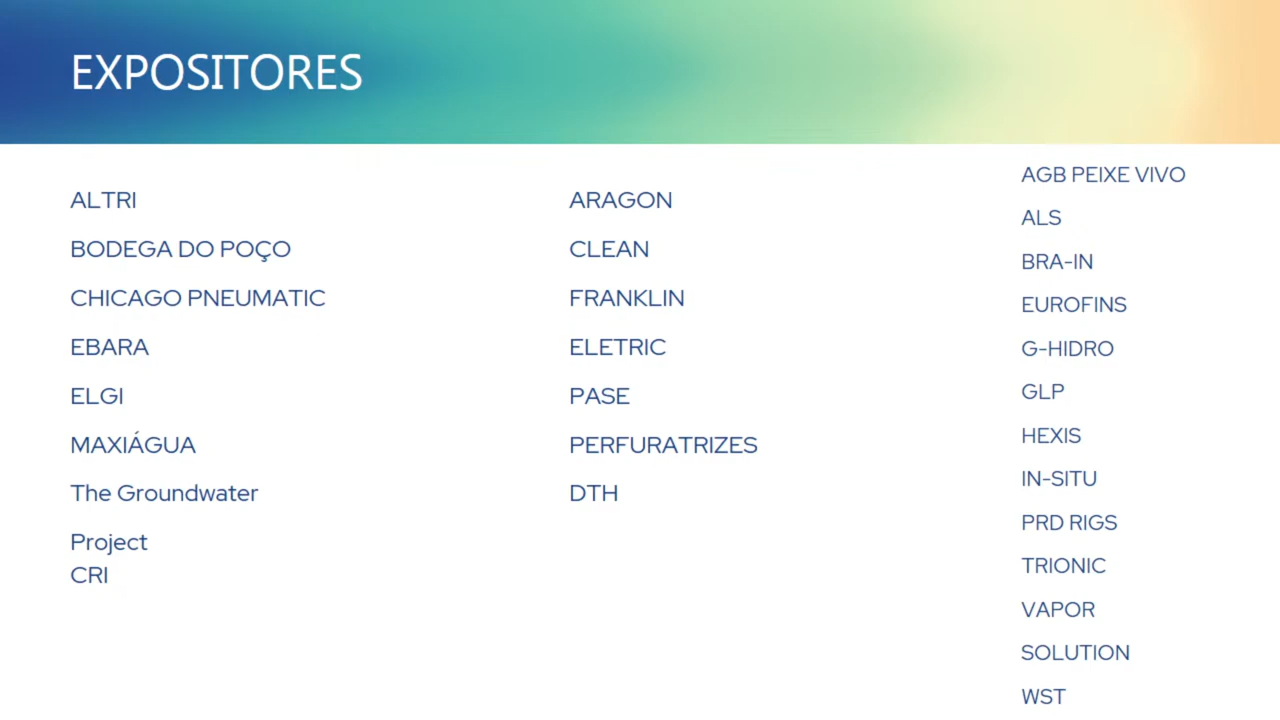 EXPOSITORES
ALTRI
BODEGA DO POÇO
CHICAGO PNEUMATIC
EBARA
ELGI
MAXIÁGUA
The Groundwater
Project
CRI
ARAGON
CLEAN
FRANKLIN
ELETRIC
PASE
PERFURATRIZES
DTH
AGB PEIXE VIVO
ALS
BRA-IN
EUROFINS
G-HIDRO
GLP
HEXIS
IN-SITU
PRD RIGS
TRIONIC
VAPOR
SOLUTION
WST